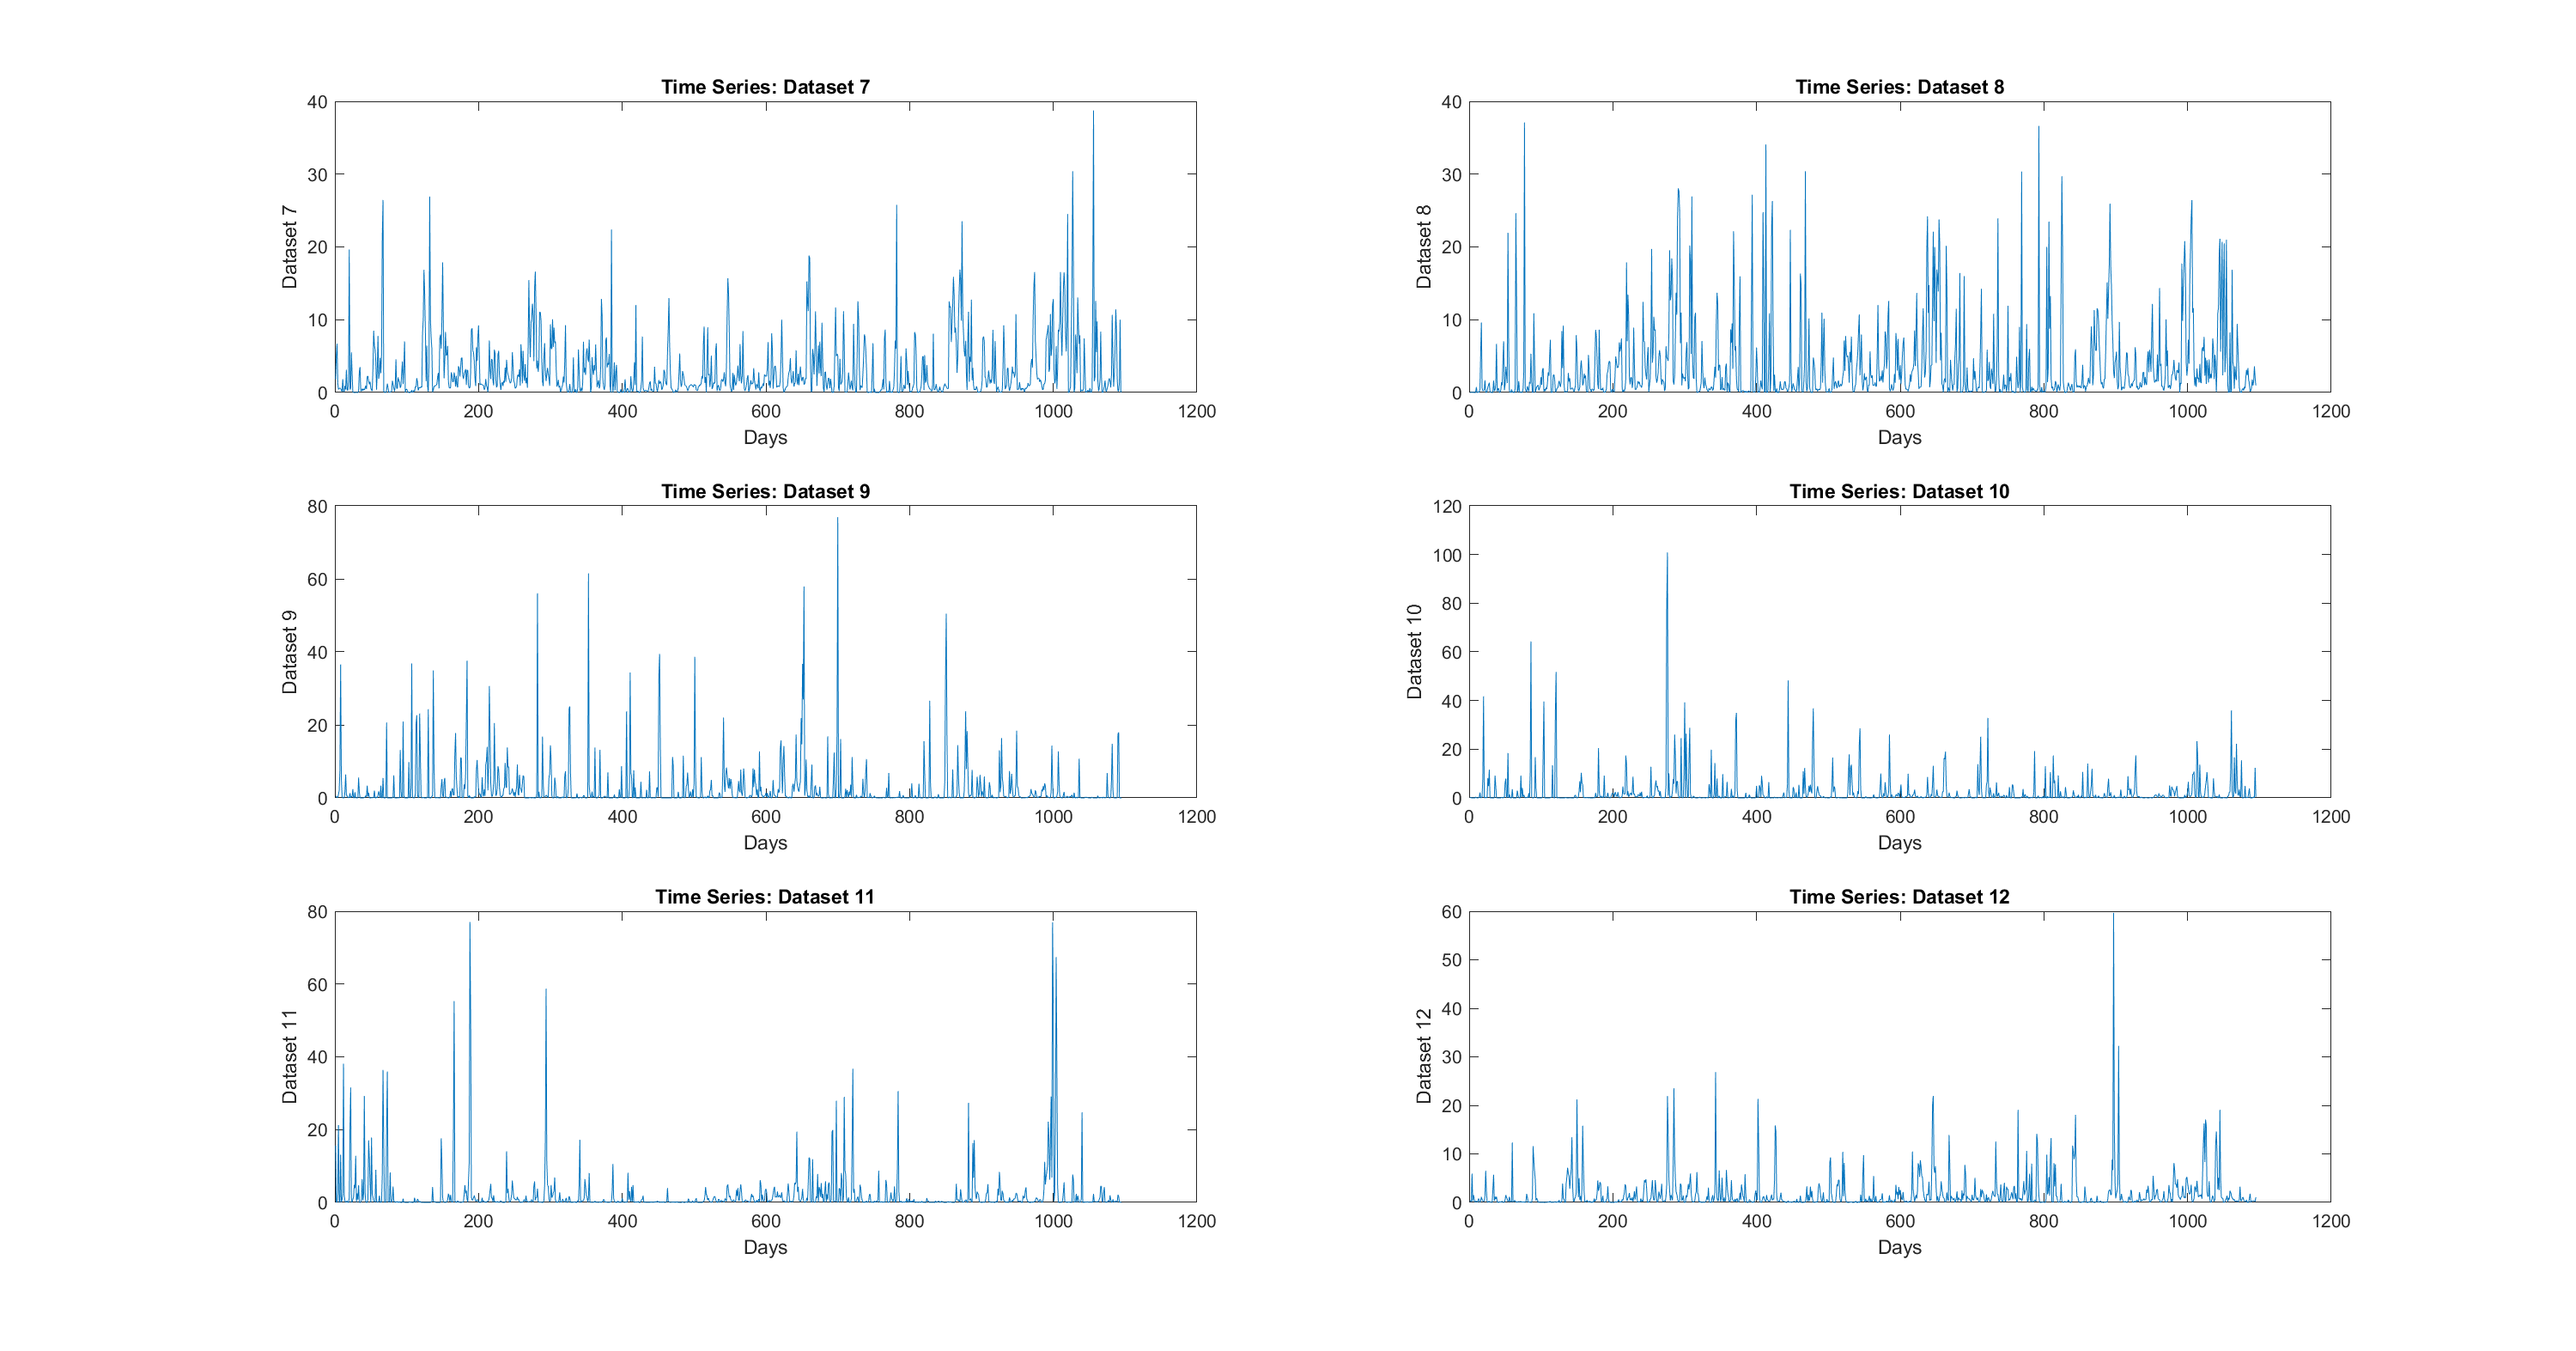 Time Series: Dataset 7
40
30
20
10
0
Dataset 7
0 200 400 600 800 1000 1200
Days
Time Series: Dataset 8
40
30
20
10
0
Dataset 8
0 200 400 600 800 1000 1200
Days
Time Series: Dataset 9
80
60
40
20
0
Dataset 9
0 200 400 600 800 1000 1200
Days
Time Series: Dataset 10
120
100
80
60
40
20
0
Dataset 10
0 200 400 600 800 1000 1200
Days
Time Series: Dataset 11
80
60
40
20
0
Dataset 11
0 200 400 600 800 1000 1200
Days
Time Series: Dataset 12
60
50
40
30
20
10
0
Dataset 12
0 200 400 600 800 1000 1200
Days